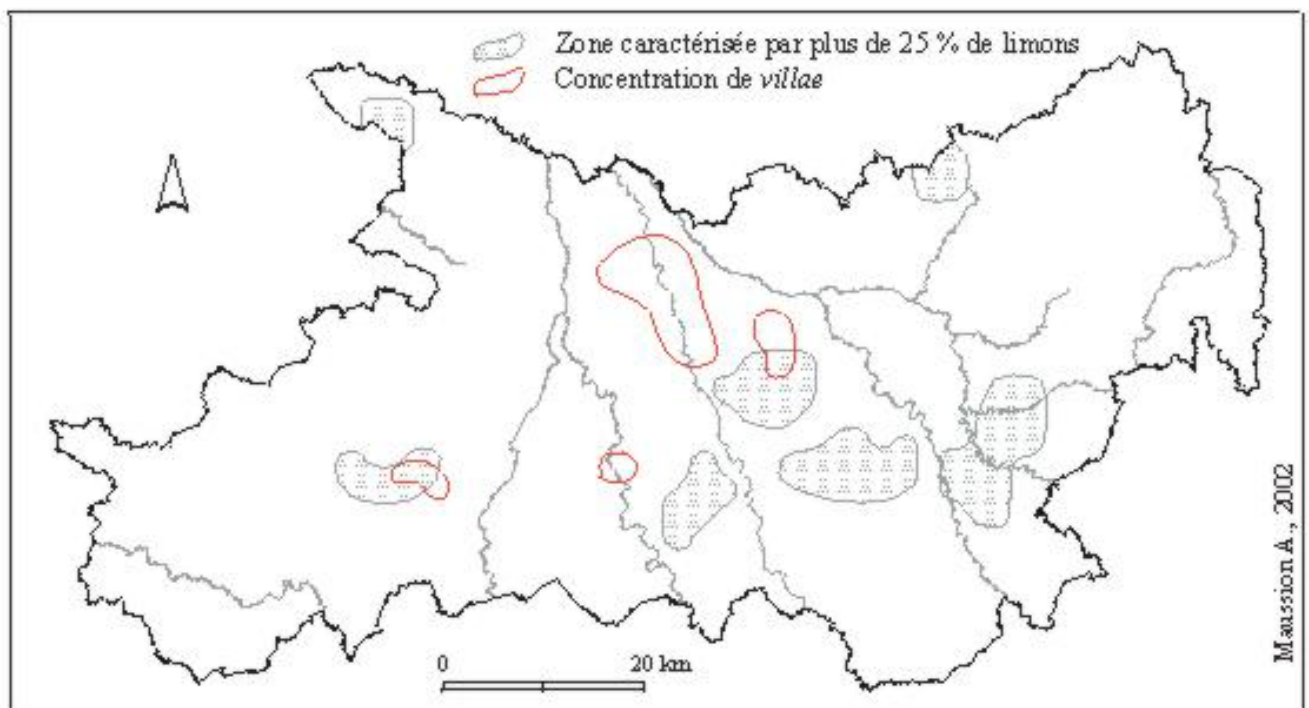 Zone caractérisée par plus de 25 % de limons
Concentration de villae
0 20 km
Maussion A., 2002